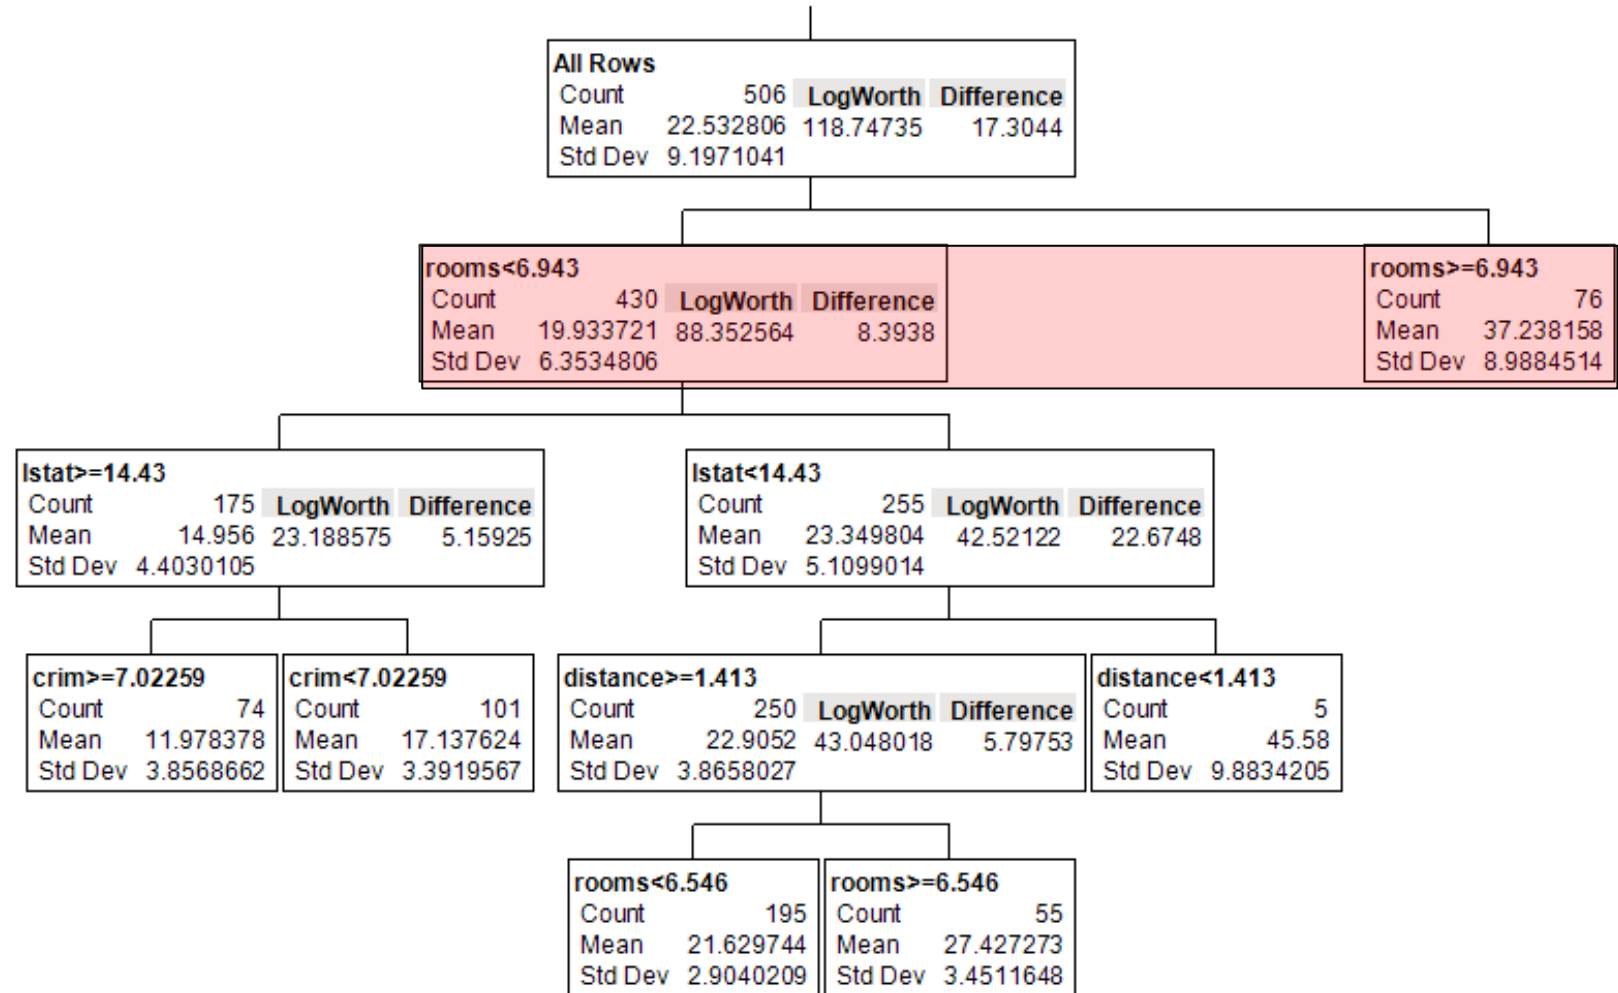 All Rows
Count 506 LogWorth Difference
Mean 22.532806 118.74735 17.3044
Std Dev 9.1971041
rooms<6.943
Count 430 LogWorth Difference
Mean 19.933721 88.352564 8.3938
Std Dev 6.3534806
rooms>=6.943
Count 76
Mean 37.238158
Std Dev 8.9884514
lstat>=14.43
Count 175 LogWorth Difference
Mean 14.956 23.188575 5.15925
Std Dev 4.4030105
lstat<14.43
Count 255 LogWorth Difference
Mean 23.349804 42.52122 22.6748
Std Dev 5.1099014
crim>=7.02259
Count 74
Mean 11.978378
Std Dev 3.8568662
crim<7.02259
Count 101
Mean 17.137624
Std Dev 3.3919567
distance>=1.413
Count 250 LogWorth Difference
Mean 22.9052 43.048018 5.79753
Std Dev 3.8658027
distance<1.413
Count 5
Mean 45.58
Std Dev 9.8834205
rooms<6.546
Count 195
Mean 21.629744
Std Dev 2.9040209
rooms>=6.546
Count 55
Mean 27.427273
Std Dev 3.4511648